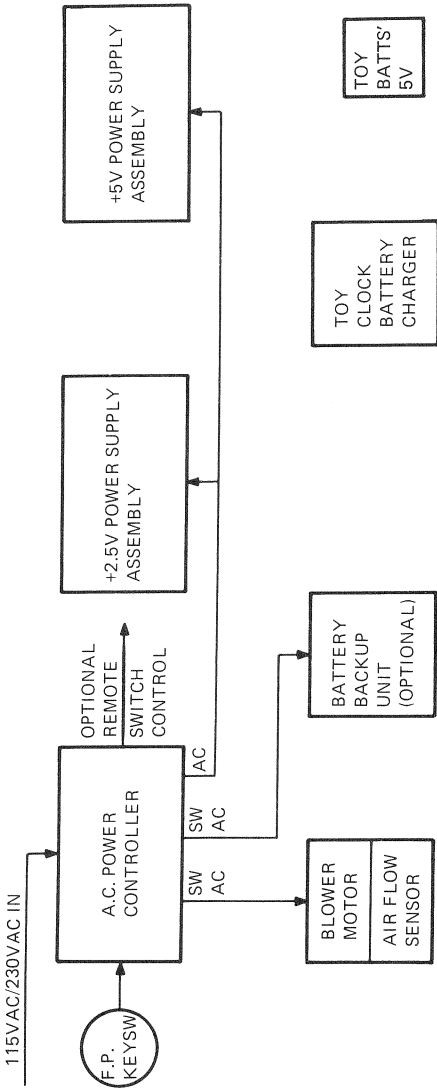 115VAC/230VAC IN
F.P.
KEYSW
A.C. POWER
CONTROLLER
OPTIONAL
REMOTE
SWITCH
CONTROL
SW
AC
SW
AC
AC
+2.5V POWER SUPPLY
ASSEMBLY
+5V POWER SUPPLY
ASSEMBLY
BLOWER
MOTOR
AIR FLOW
SENSOR
BATTERY
BACKUP
UNIT
(OPTIONAL)
TOY
CLOCK
BATTERY
CHARGER
TOY
BATTS'
5V